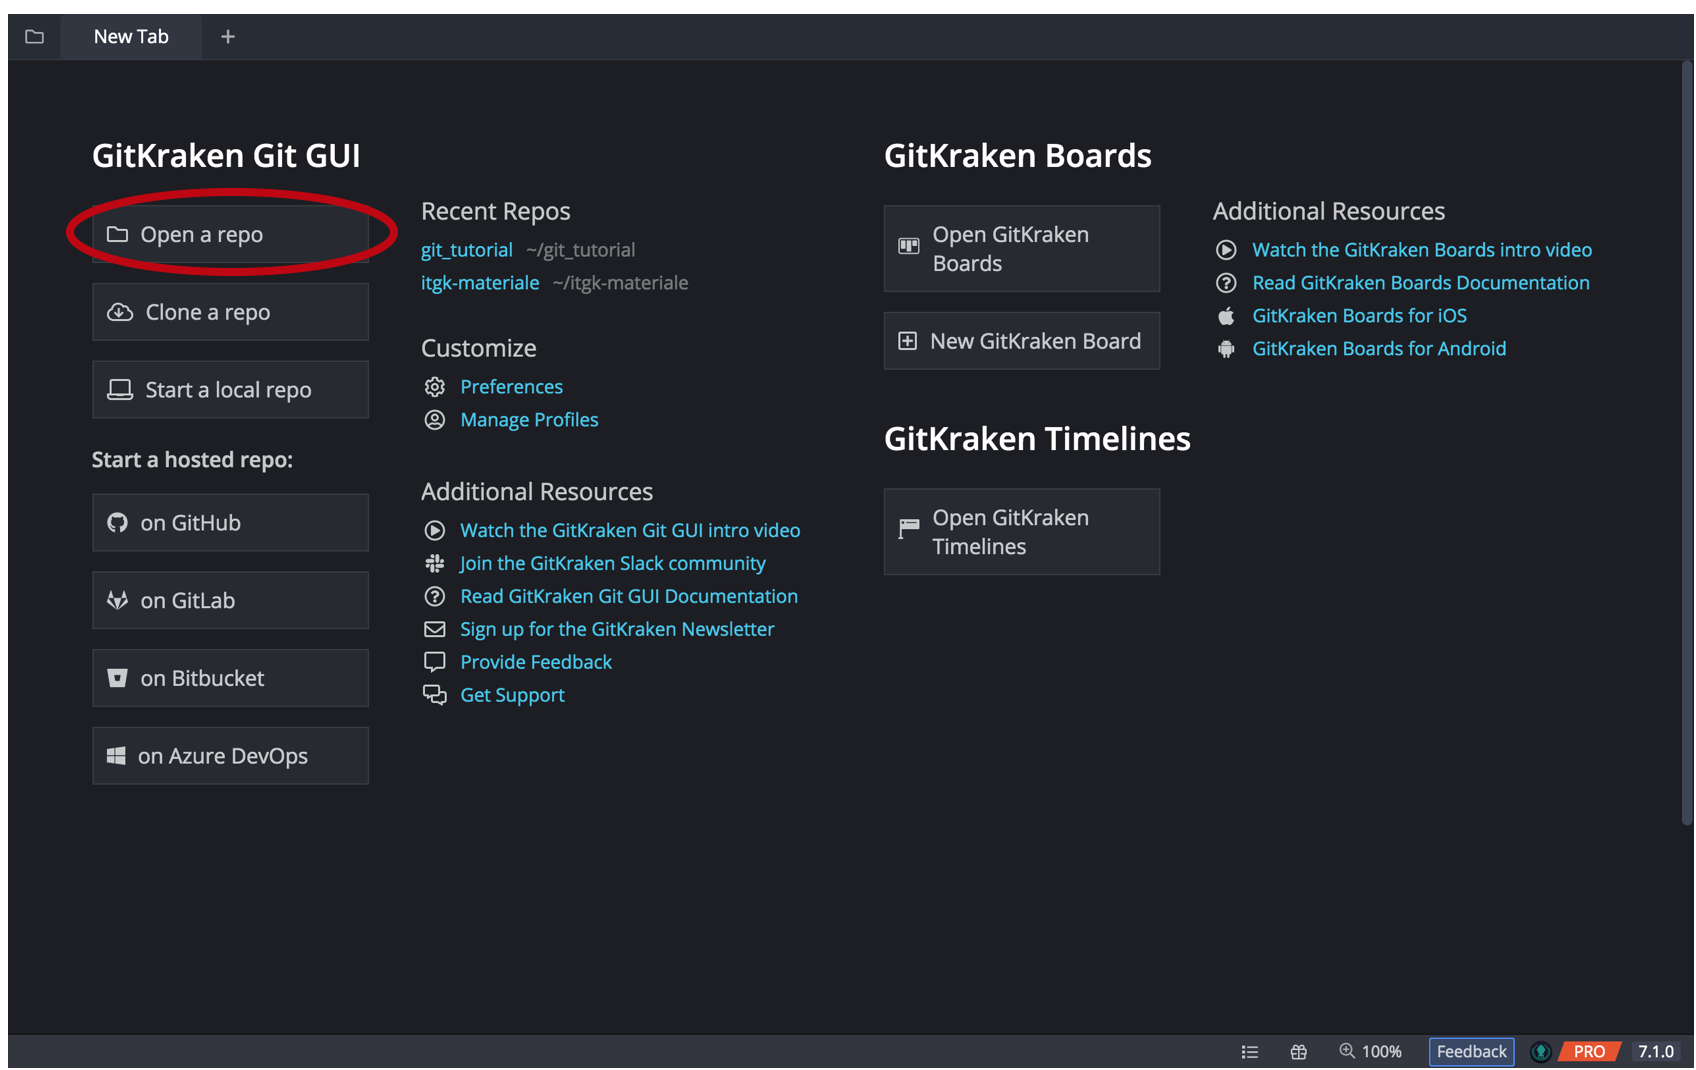 New Tab
GitKraken Git GUI
Open a repo
Clone a repo
Start a local repo
Start a hosted repo:
on GitHub
on GitLab
on Bitbucket
on Azure DevOps
Recent Repos
git_tutorial ~/git_tutorial
itgk-materiale ~/itgk-materiale
Customize
Preferences
Manage Profiles
Additional Resources
Watch the GitKraken Git GUI intro video
Join the GitKraken Slack community
Read GitKraken Git GUI Documentation
Sign up for the GitKraken Newsletter
Provide Feedback
Get Support
GitKraken Boards
Open GitKraken
Boards
New GitKraken Board
Additional Resources
Watch the GitKraken Boards intro video
Read GitKraken Boards Documentation
GitKraken Boards for iOS
GitKraken Boards for Android
GitKraken Timelines
Open GitKraken
Timelines
100% Feedback PRO 7.1.0